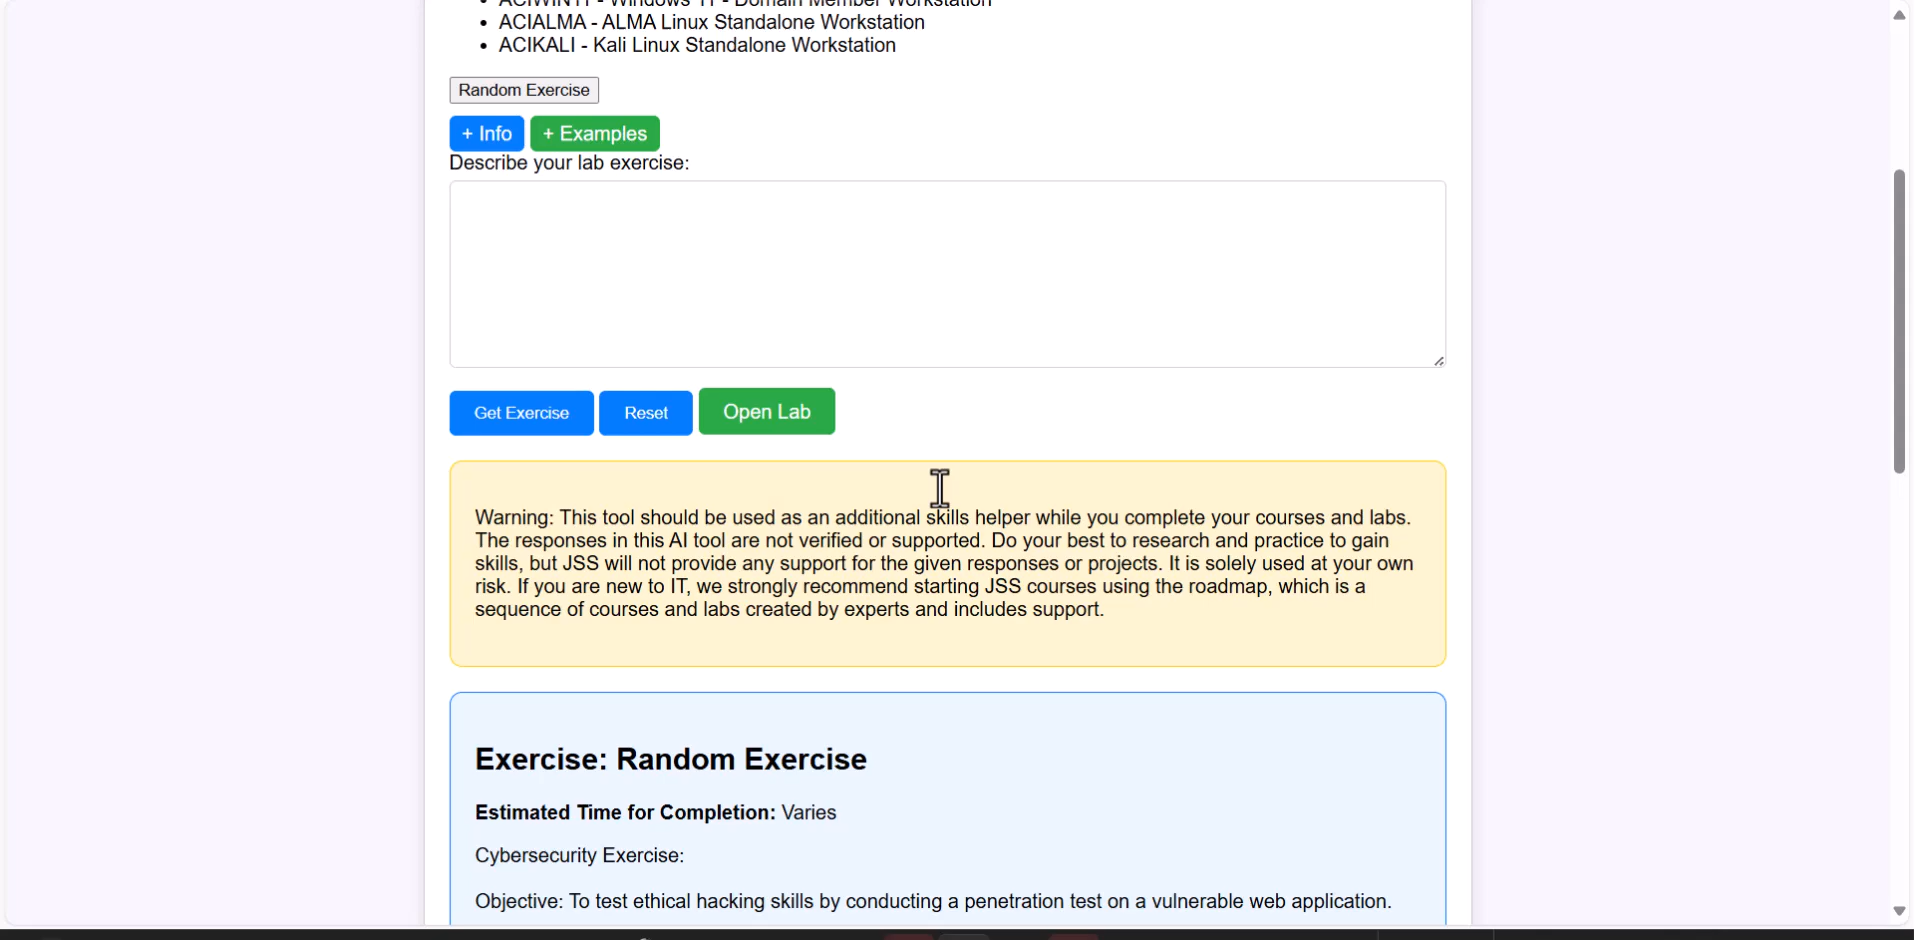 ACIWIN11 - Windows 11 - Domain Member Workstation
ACIALMA - ALMA Linux Standalone Workstation
ACIKALI - Kali Linux Standalone Workstation
Random Exercise
+ Info + Examples
Describe your lab exercise:
Get Exercise Reset Open Lab
Warning: This tool should be used as an additional skills helper while you complete your courses and labs.
The responses in this AI tool are not verified or supported. Do your best to research and practice to gain
skills, but JSS will not provide any support for the given responses or projects. It is solely used at your own
risk. If you are new to IT, we strongly recommend starting JSS courses using the roadmap, which is a
sequence of courses and labs created by experts and includes support.
Exercise: Random Exercise
Estimated Time for Completion: Varies
Cybersecurity Exercise:
Objective: To test ethical hacking skills by conducting a penetration test on a vulnerable web application.